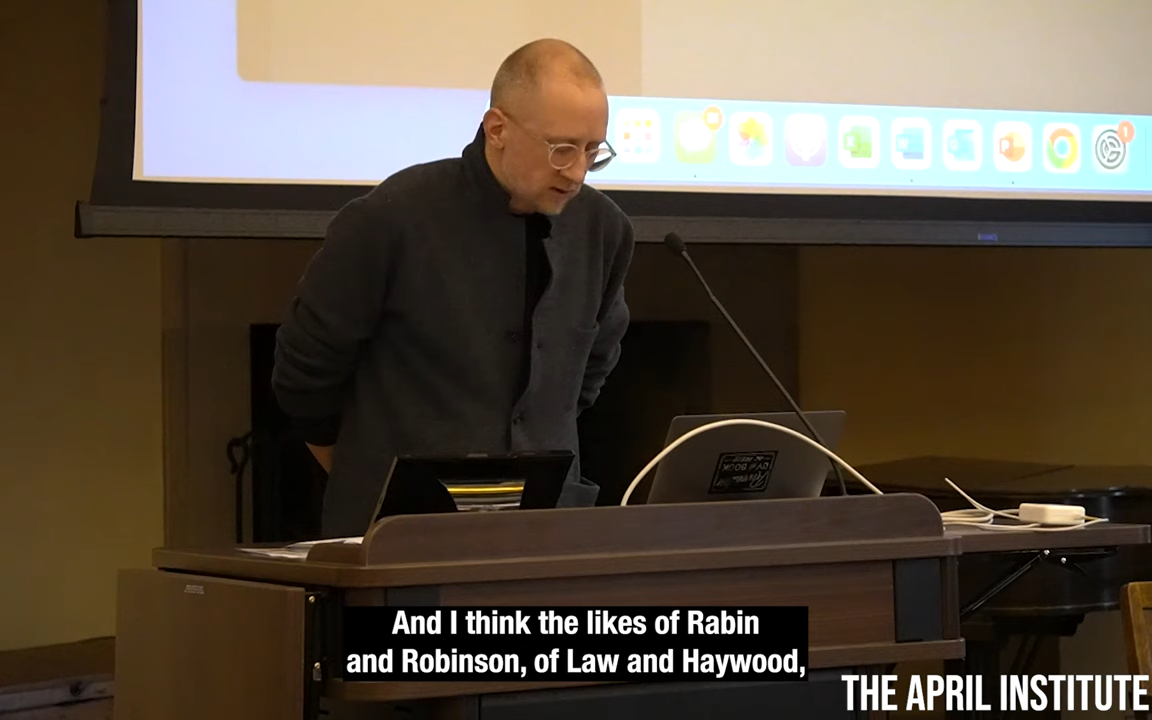 And I think the likes of Rabin
and Robinson, of Law and Haywood,
THE APRIL INSTITUTE